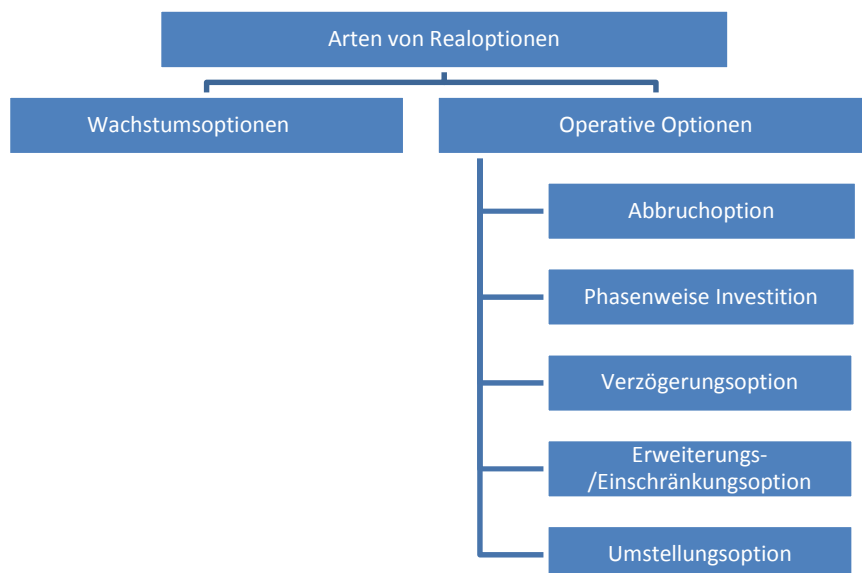 Arten von Realoptionen
Wachstumsoptionen
Operative Optionen
Abbruchoption
Phasenweise Investition
Verzögerungsoption
Erweiterungs-
/Einschränkungsoption
Umstellungsoption